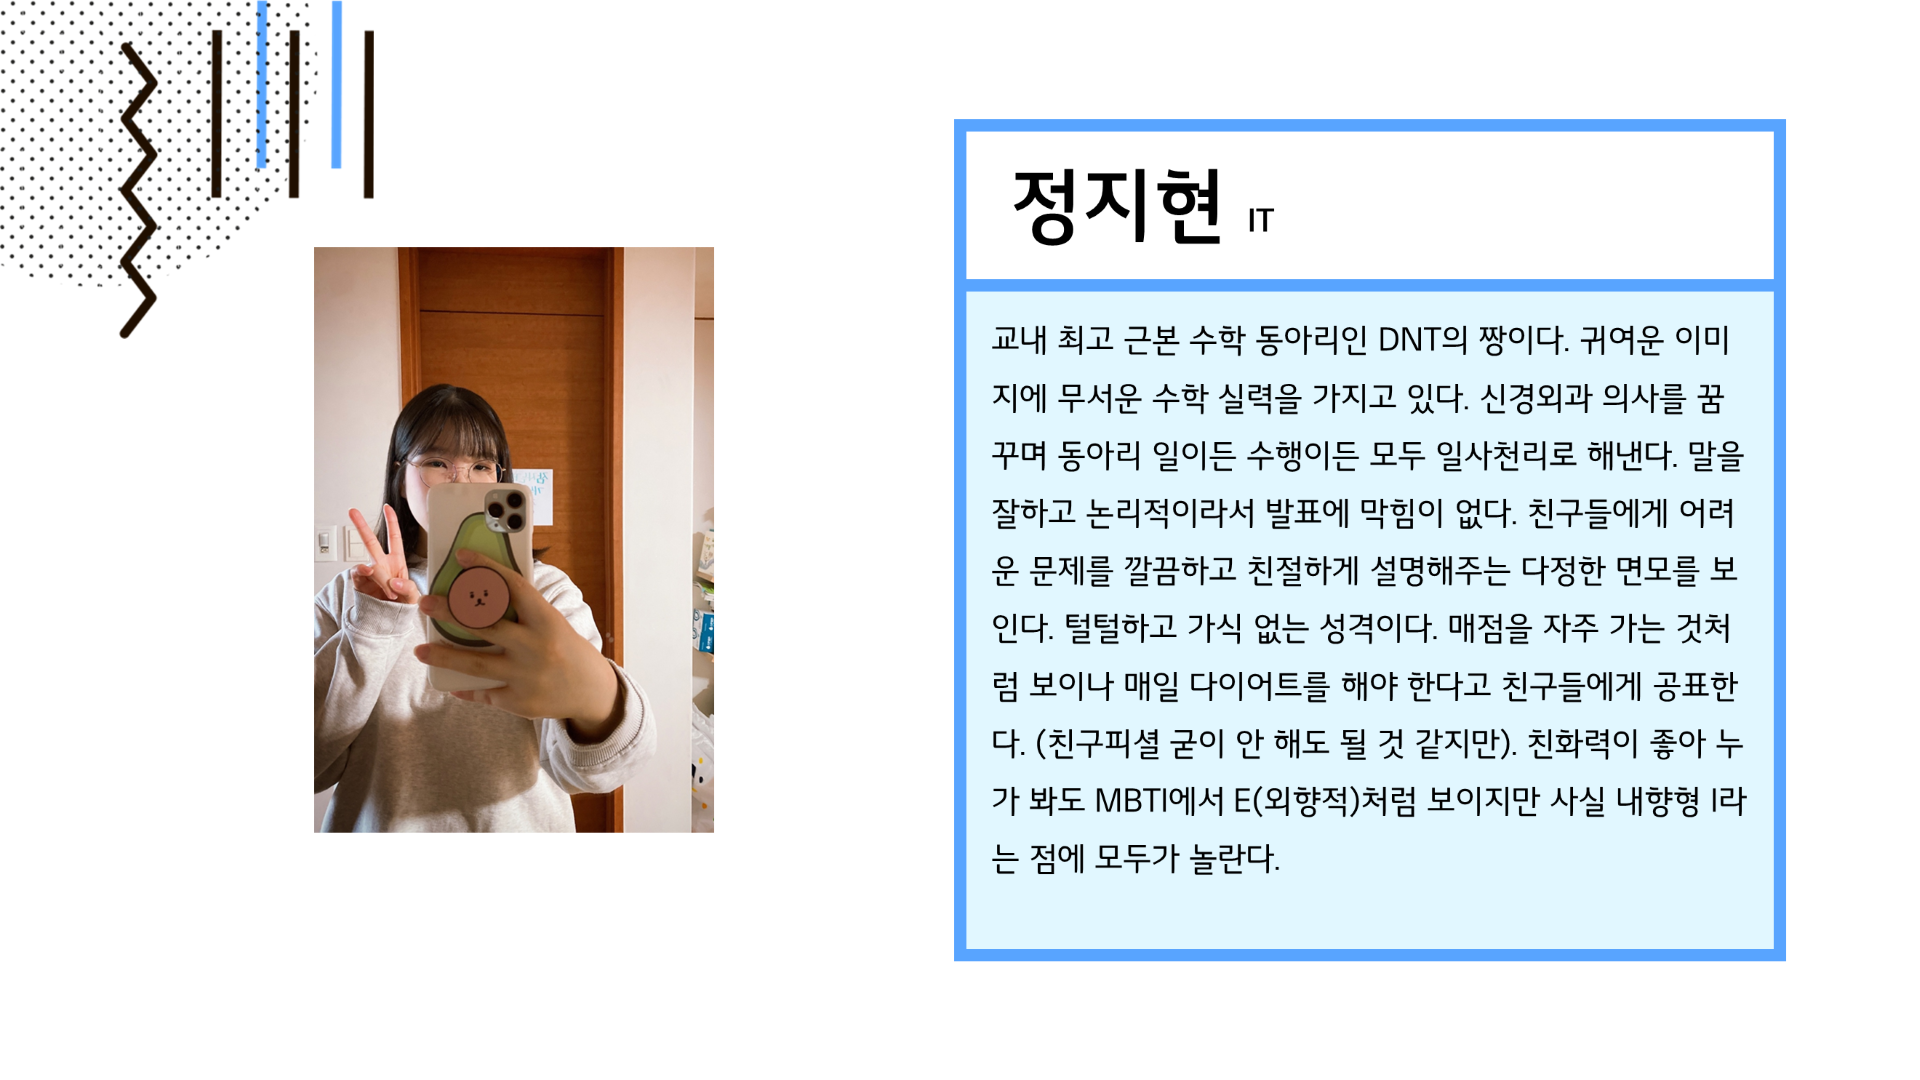 정지현 IT
교내 최고 근본 수학 동아리인 DNT의 짱이다. 귀여운 이미
지에 무서운 수학 실력을 가지고 있다. 신경외과 의사를 꿈
꾸며 동아리 일이든 수행이든 모두 일사천리로 해낸다. 말을
잘하고 논리적이라서 발표에 막힘이 없다. 친구들에게 어려
운 문제를 깔끔하고 친절하게 설명해주는 다정한 면모를 보
인다. 털털하고 가식 없는 성격이다. 매점을 자주 가는 것처
럼 보이나 매일 다이어트를 해야 한다고 친구들에게 공표한
다. (친구피셜 굳이 안 해도 될 것 같지만). 친화력이 좋아 누
가 봐도 MBTI에서 E(외향적)처럼 보이지만 사실 내향형 I라
는 점에 모두가 놀란다.